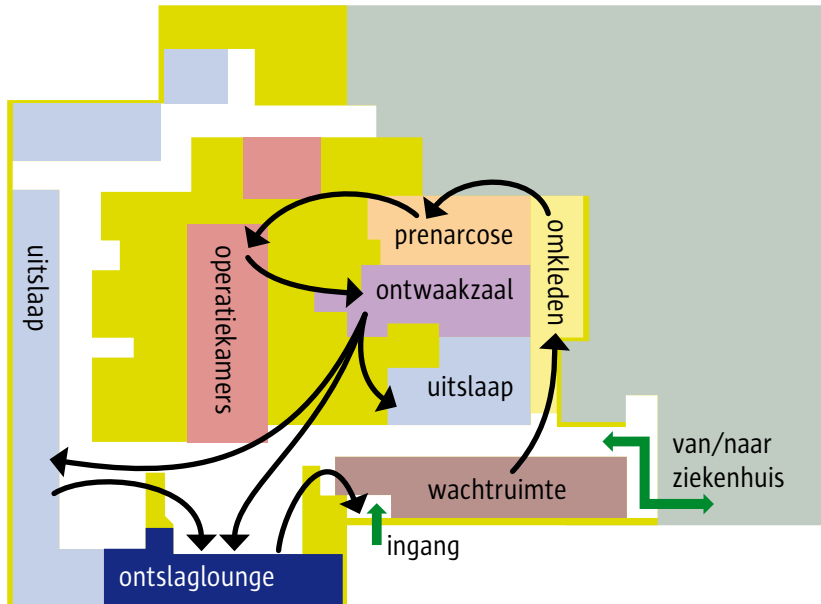 prenarcose
omkleden
uitslaap
operatiekamers
ontwaakzaal
uitslaap
van/naar
ziekenhuis
wachtruimte
ingang
ontslaglounge